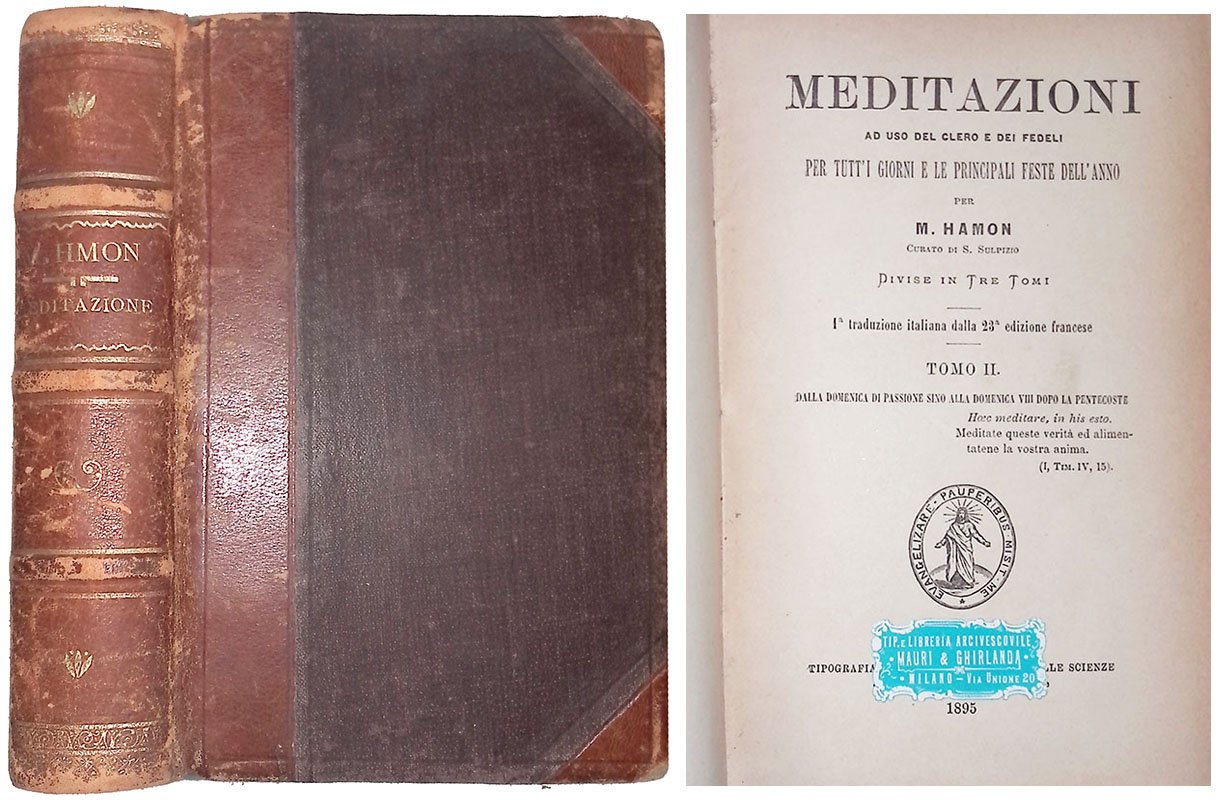 HMON
EDITAZIONE
MEDITAZIONI
AD USO DEL CLERO E DEI FEDELI
PER TUTT'I GIORNI E LE PRINCIPALI FESTE DELL'ANNO
PER
M. HAMON
CURATO DI S. SULPIZIO
DIVISE IN TRE TOMI
1ª traduzione italiana dalla 23ª edizione francese
TOMO II.
DALLA DOMENICA DI PASSIONE SINO ALLA DOMENICA VIII DOPO LA PENTECOSTE
Hœc meditare, in his esto.
Meditate queste verità ed alimen-
tatene la vostra anima.
(I, TIM. IV, 15).
EVANGELIZARE · PAUPERIBUS · MISIT · ME
TIP. E LIBRERIA ARCIVESCOVILE
· MAURI & GHIRLANDA ·
· MILANO — VIA UNIONE 20
TIPOGRAFIA LE SCIENZE
1895